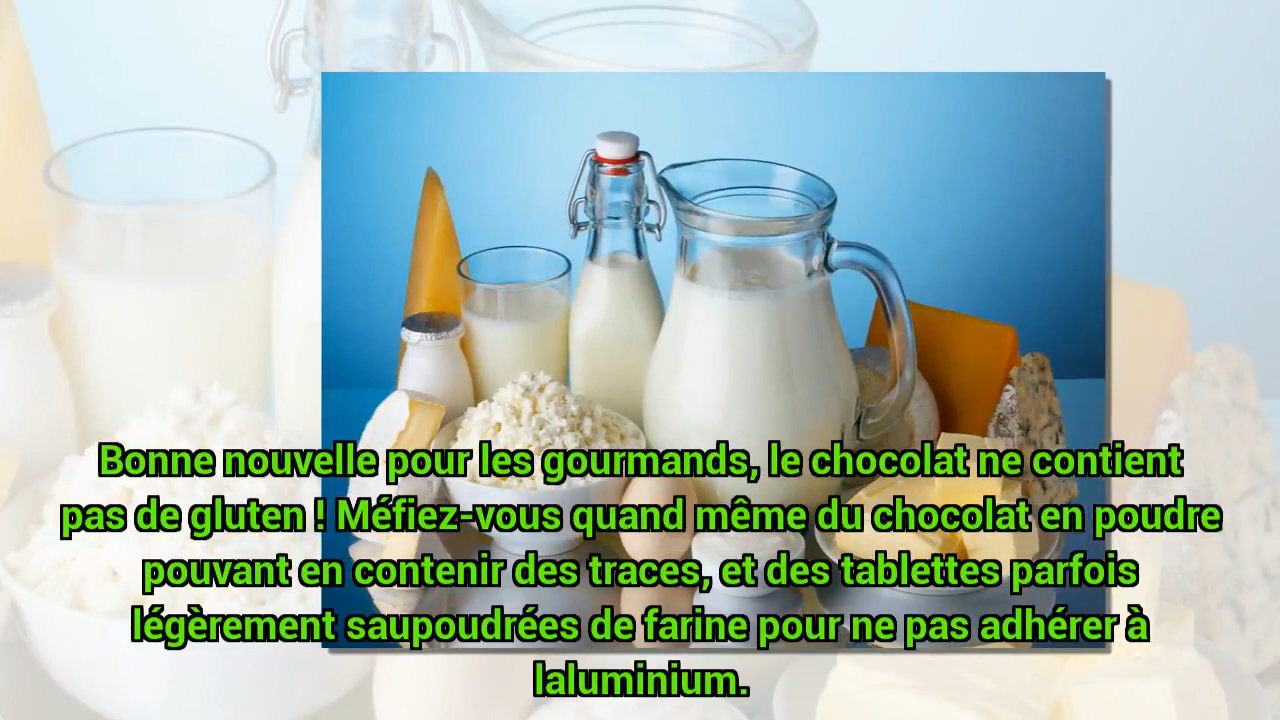 Bonne nouvelle pour les gourmands, le chocolat ne contient
pas de gluten ! Méfiez-vous quand même du chocolat en poudre
pouvant en contenir des traces, et des tablettes parfois
légèrement saupoudrées de farine pour ne pas adhérer à
laluminium.